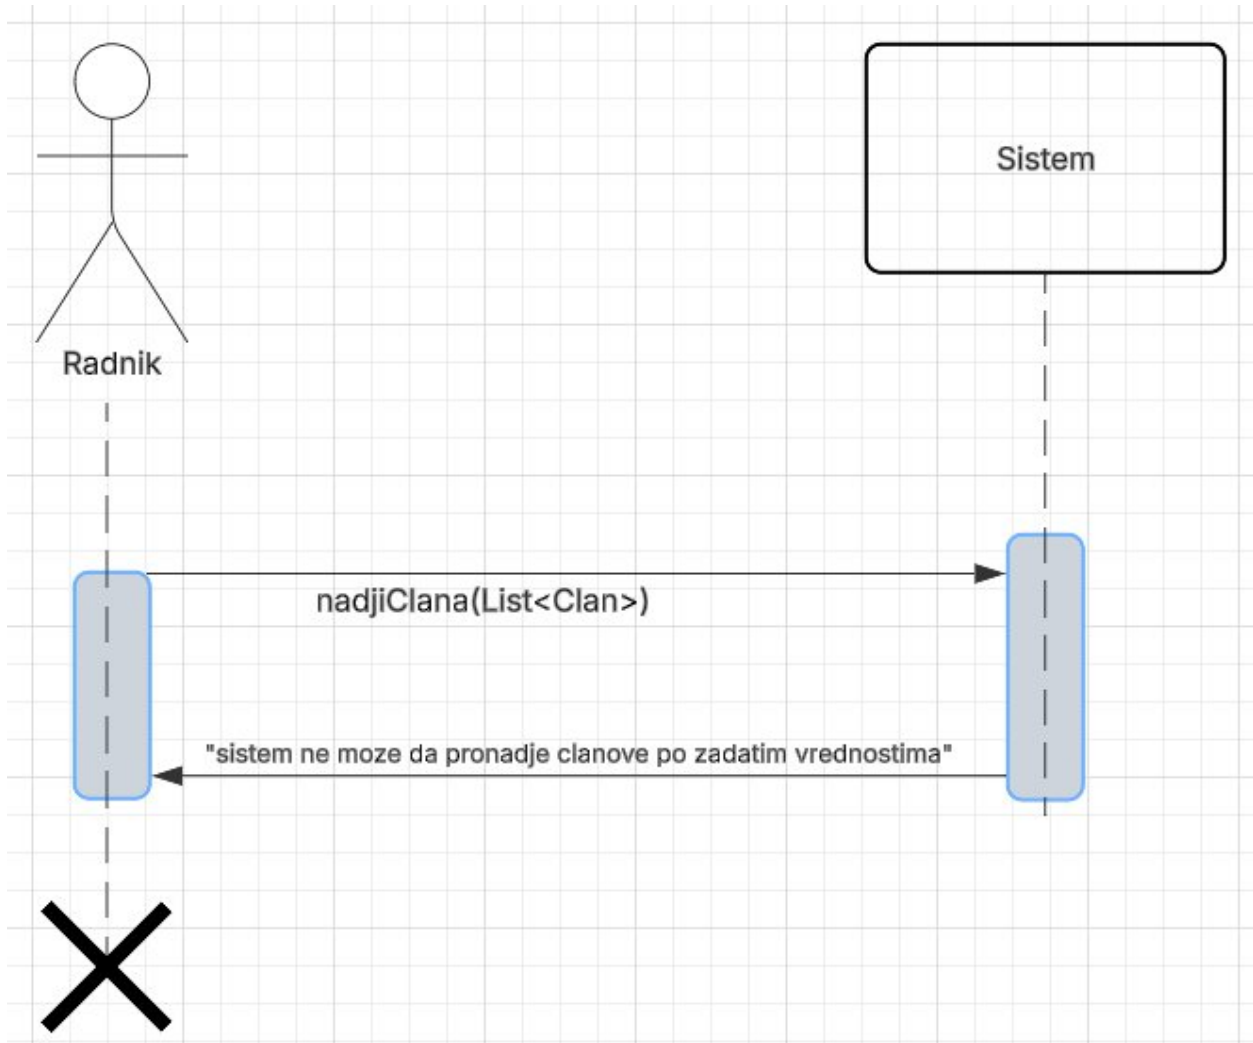 Sistem
Radnik
nadjiClana(List<Clan>)
"sistem ne moze da pronadje clanove po zadatim vrednostima"